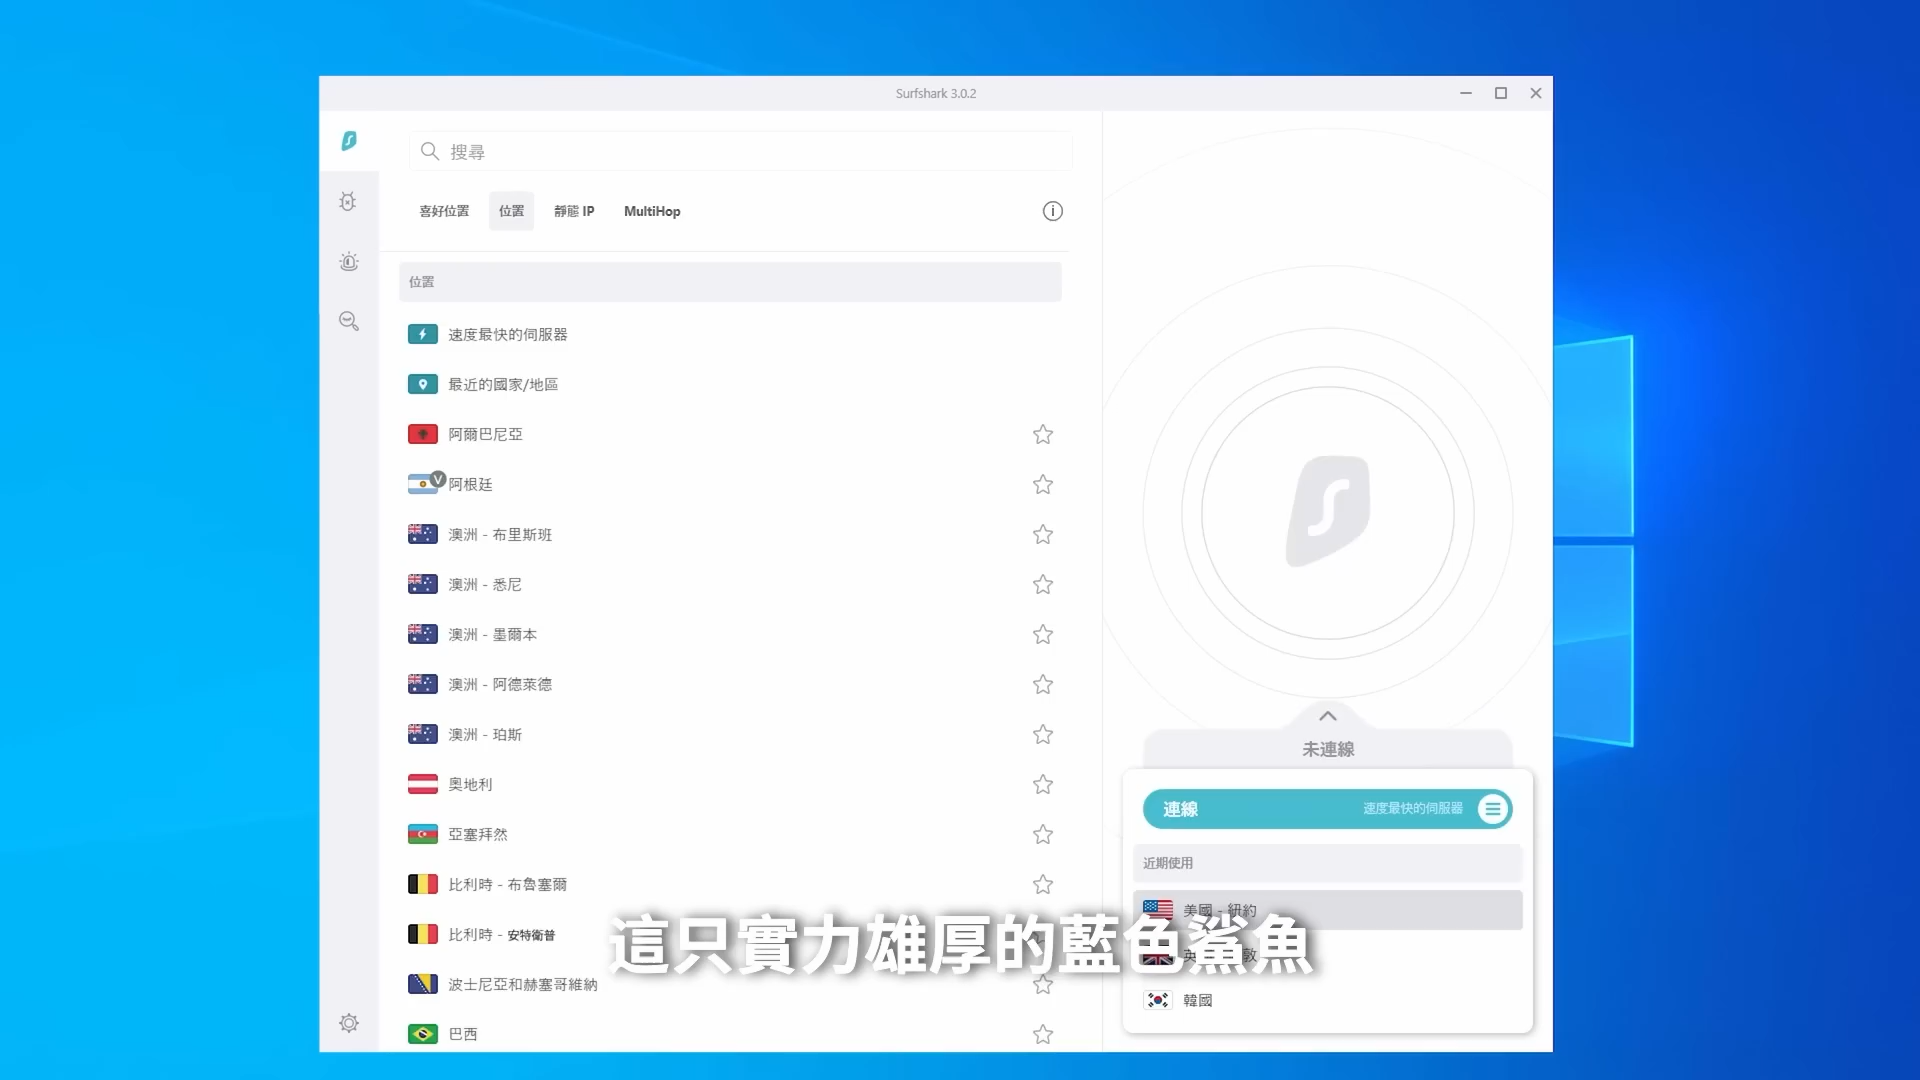 Surfshark 3.0.2
搜尋
喜好位置 位置 靜態 IP MultiHop
位置
速度最快的伺服器
最近的國家/地區
阿爾巴尼亞
V 阿根廷
澳洲 - 布里斯班
澳洲 - 悉尼
澳洲 - 墨爾本
澳洲 - 阿德萊德
澳洲 - 珀斯
奧地利
亞塞拜然
比利時 - 布魯塞爾
比利時 - 安特衛普
波士尼亞和赫塞哥維納
巴西
未連線
連線 速度最快的伺服器
近期使用
美國 - 紐約
韓國
這只實力雄厚的藍色鯊魚